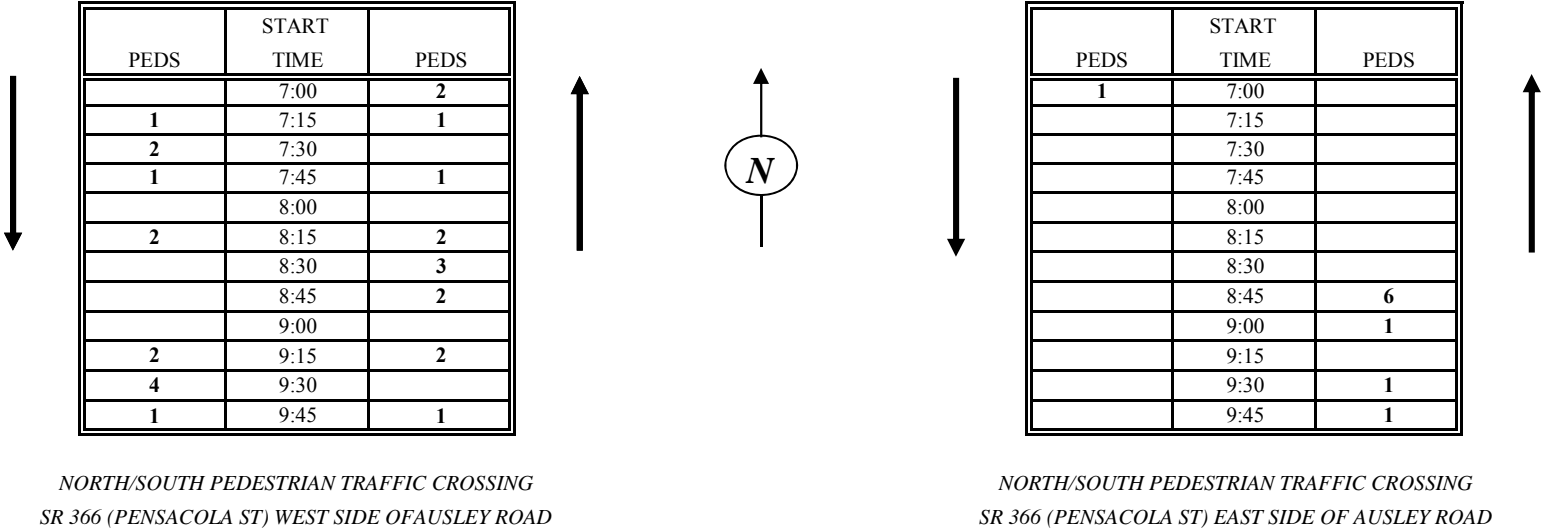 START
PEDS TIME PEDS
7:00 2
1 7:15 1
2 7:30
1 7:45 1
8:00
2 8:15 2
8:30 3
8:45 2
9:00
2 9:15 2
4 9:30
1 9:45 1
NORTH/SOUTH PEDESTRIAN TRAFFIC CROSSING
SR 366 (PENSACOLA ST) WEST SIDE OFAUSLEY ROAD
N
START
PEDS TIME PEDS
1 7:00
7:15
7:30
7:45
8:00
8:15
8:30
8:45 6
9:00 1
9:15
9:30 1
9:45 1
NORTH/SOUTH PEDESTRIAN TRAFFIC CROSSING
SR 366 (PENSACOLA ST) EAST SIDE OF AUSLEY ROAD